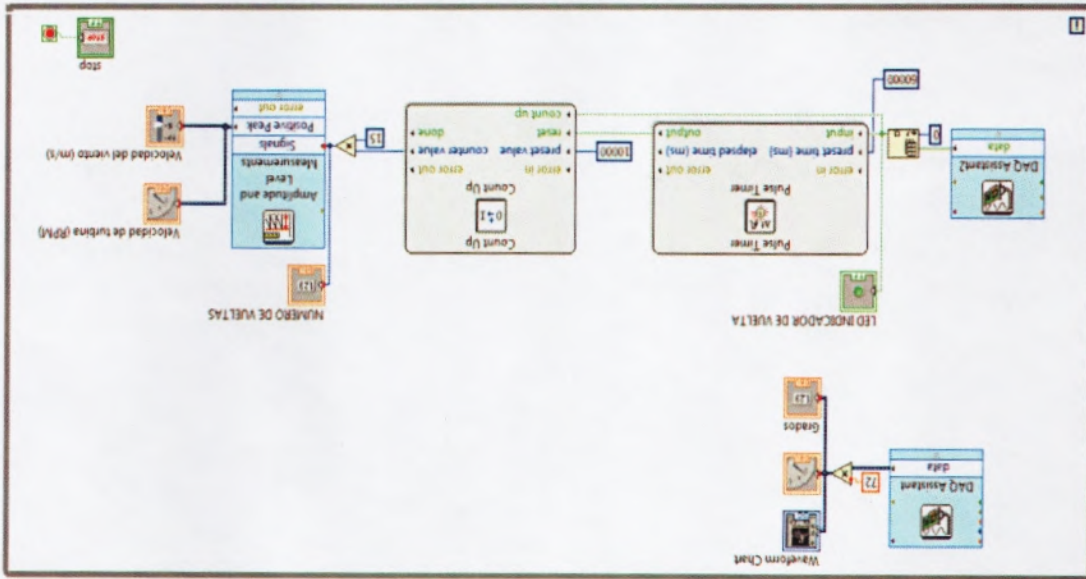 Waveform Chart
DAQ Assistant
data
72
Grados
LED INDICADOR DE VUELTA
NUMERO DE VUELTAS
123
DAQ Assistant2
data
0
60000
Pulse Timer
Pulse Timer
error in
error out
preset time (ms)
elapsed time (ms)
input
output
10000
Count Up
Count Up
error in
error out
preset value
counter value
reset
done
count up
15
Amplitude and
Level
Measurements
Signals
Positive Peak
error out
Velocidad de turbina (RPM)
Velocidad del viento (m/s)
stop
STOP